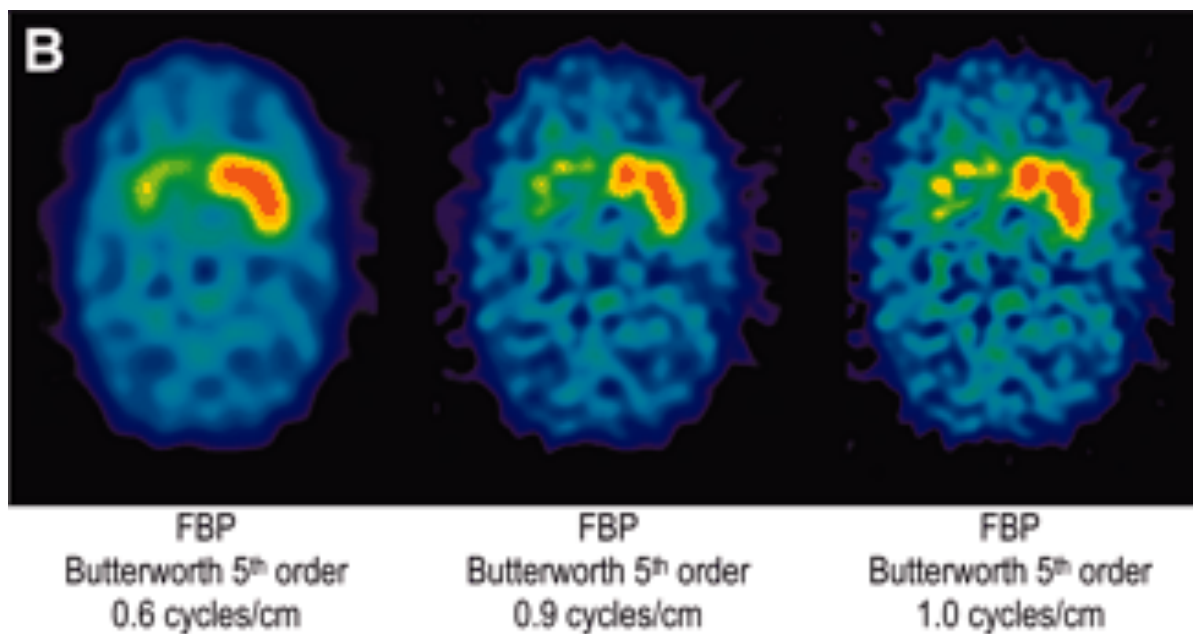 B
FBP FBP FBP
Butterworth 5th order Butterworth 5th order Butterworth 5th order
0.6 cycles/cm 0.9 cycles/cm 1.0 cycles/cm